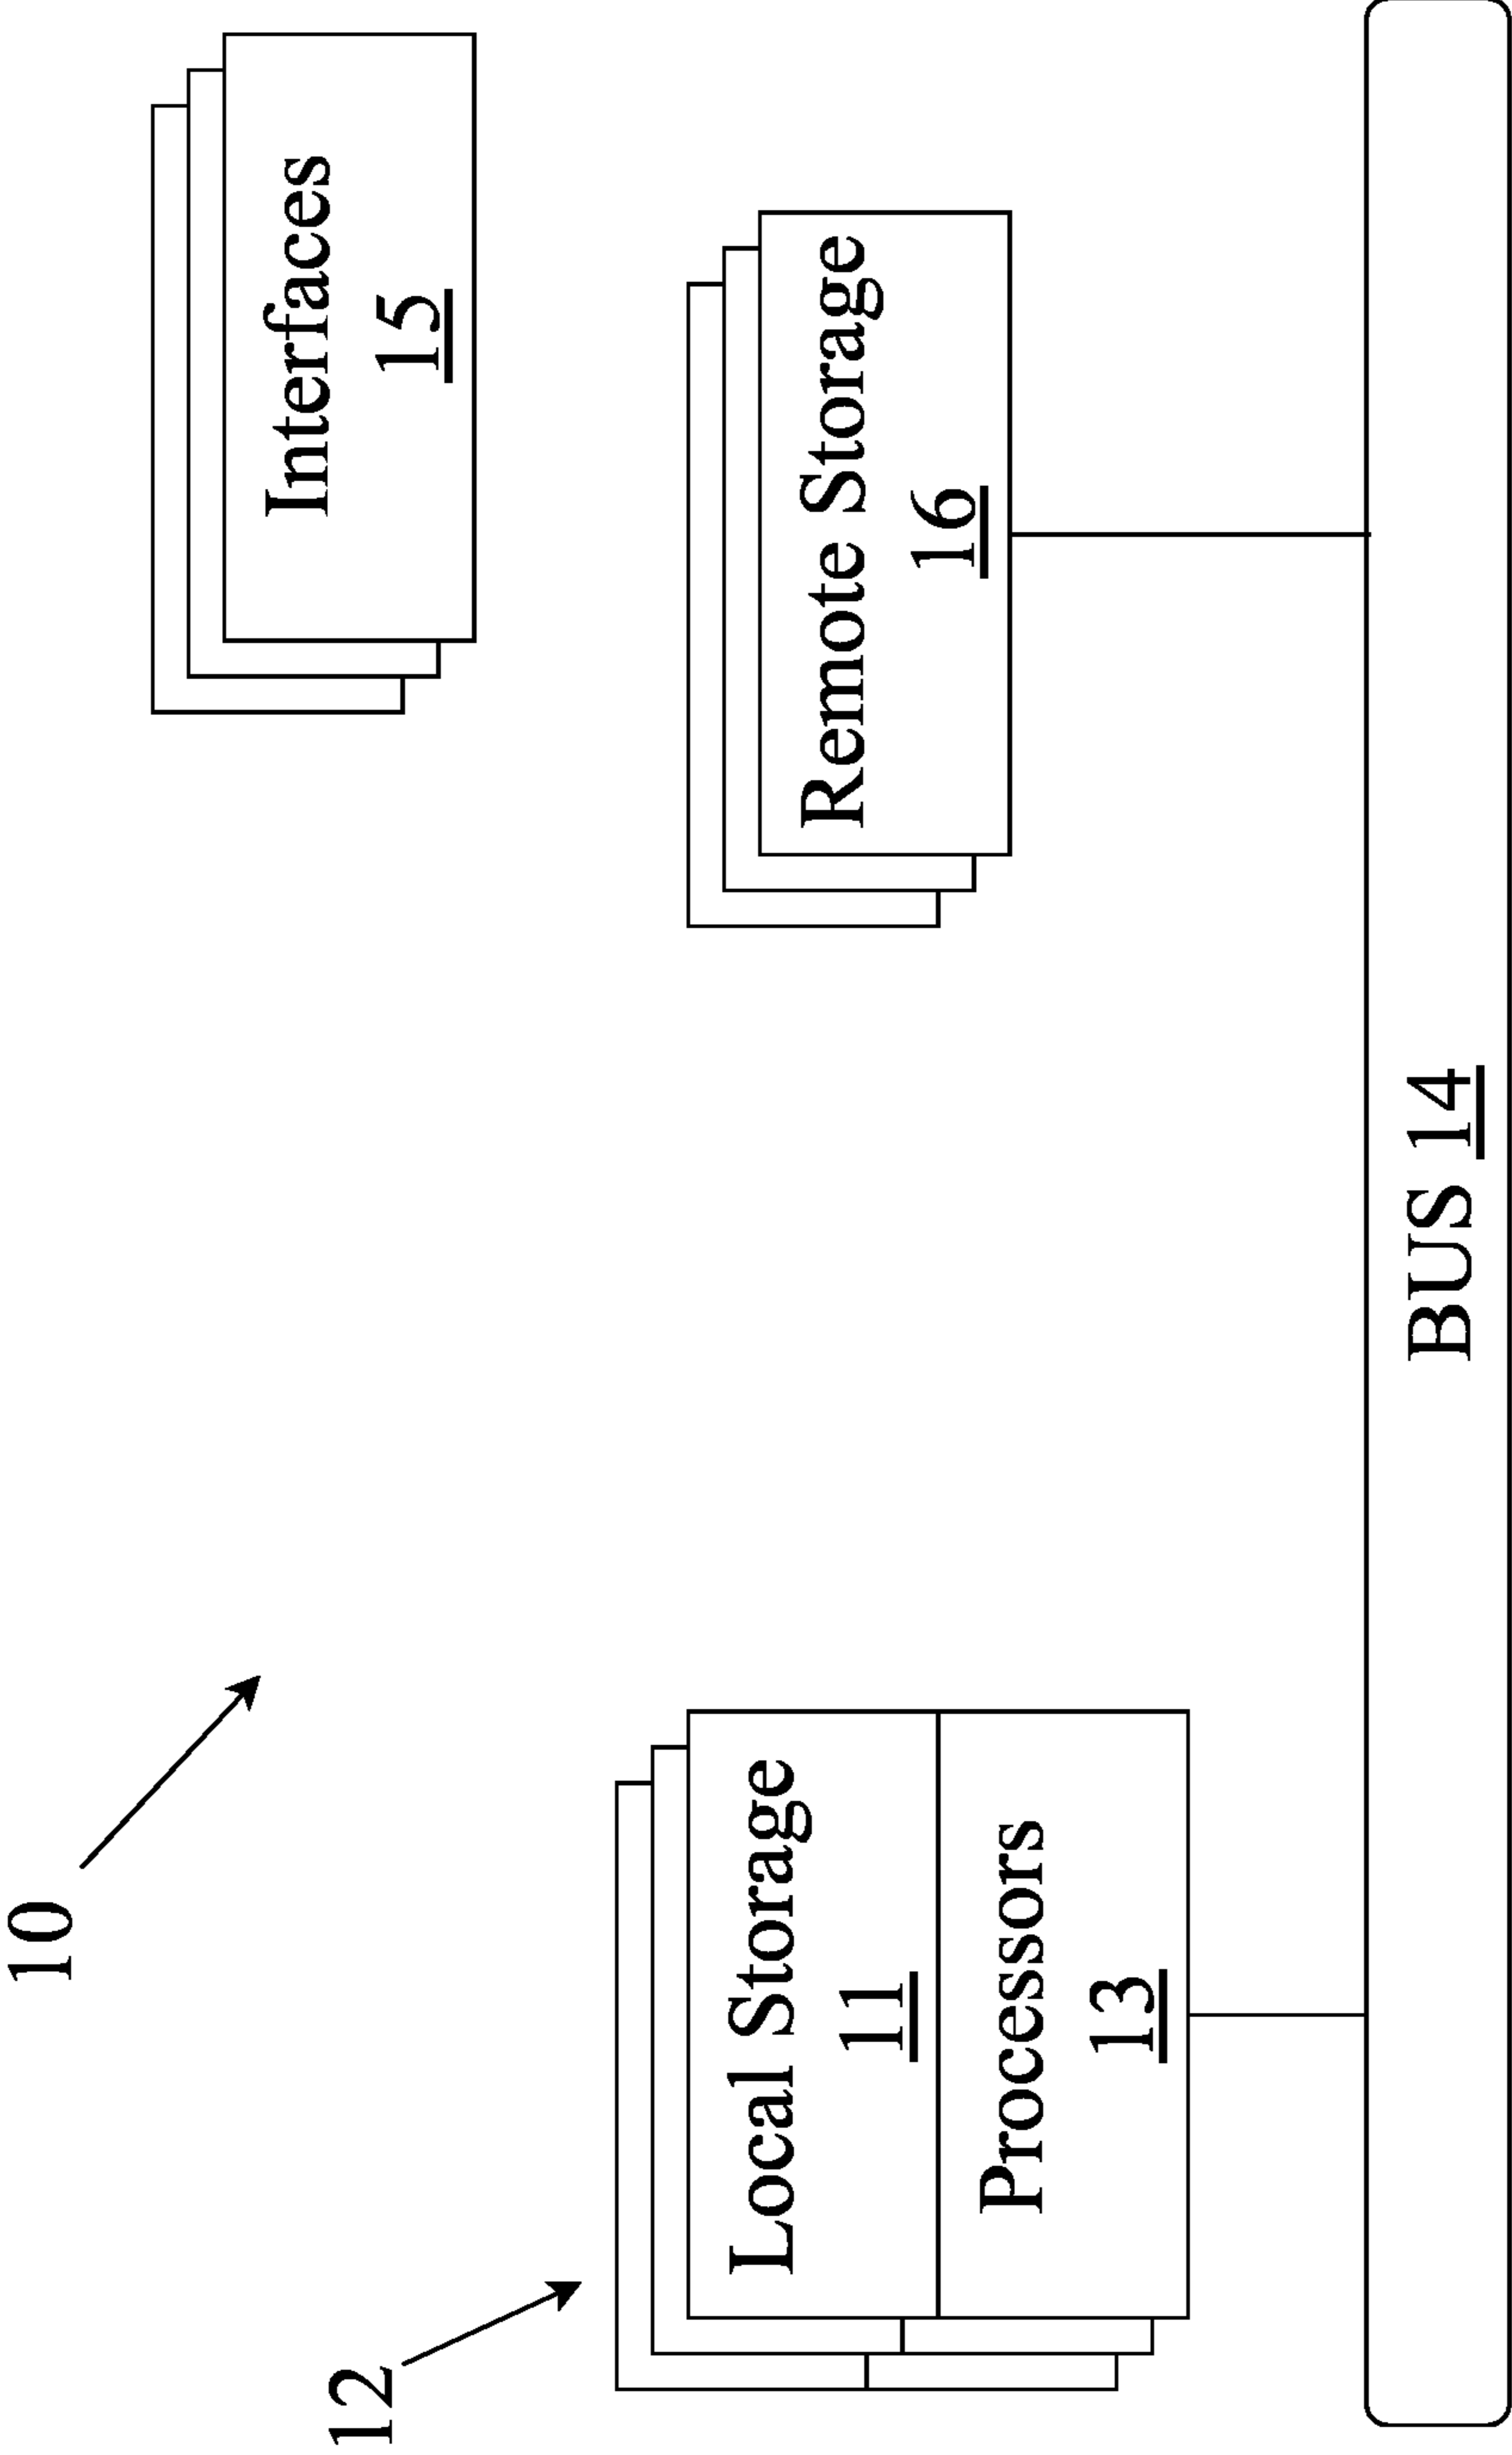 10
12
Interfaces
15
Local Storage
11
Remote Storage
16
Processors
13
BUS 14